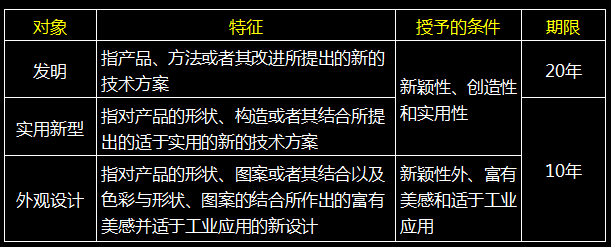 对象 特征 授予的条件 期限
发明
指产品、方法或者其改进所提出的新的
技术方案
新颖性、创造性
和实用性
20年
实用新型
指对产品的形状、构造或者其结合所提
出的适于实用的新的技术方案
10年
外观设计
指对产品的形状、图案或者其结合以及
色彩与形状、图案的结合所作出的富有
美感并适于工业应用的新设计
新颖性外、富有
美感和适于工业
应用